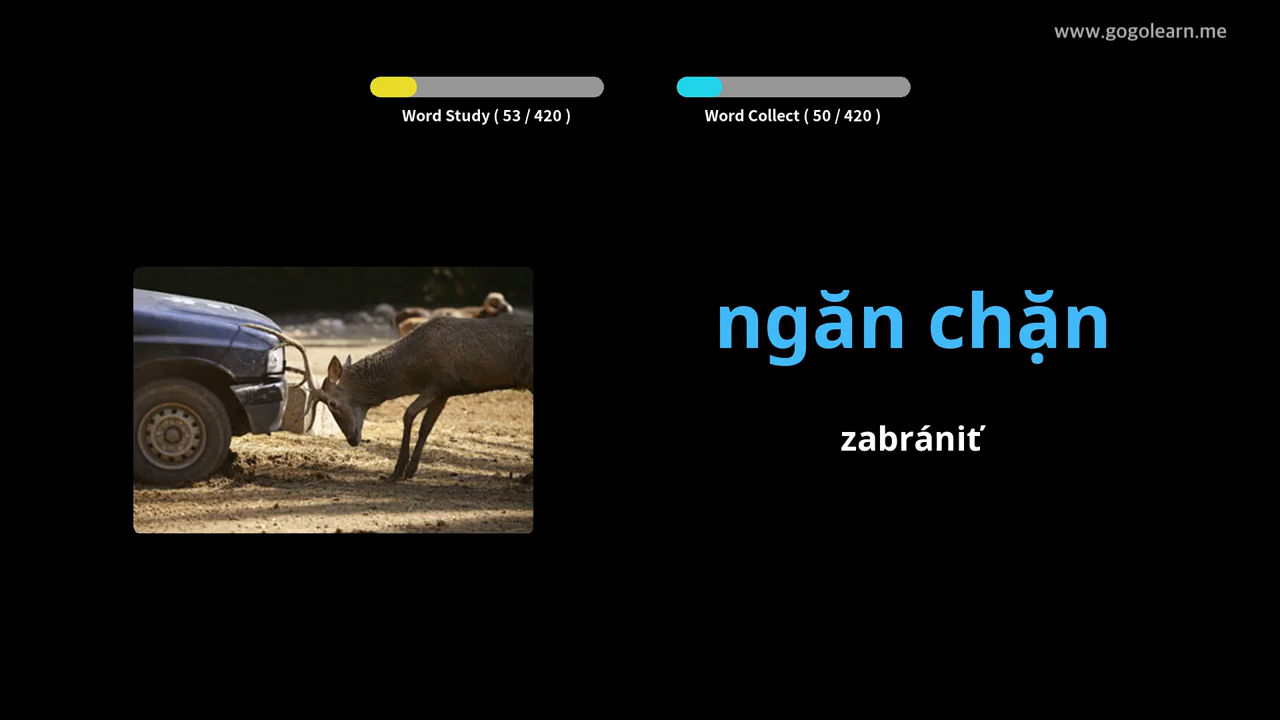 www.gogolearn.me
Word Study ( 53 / 420 )
Word Collect ( 50 / 420 )
ngăn chặn
zabrániť